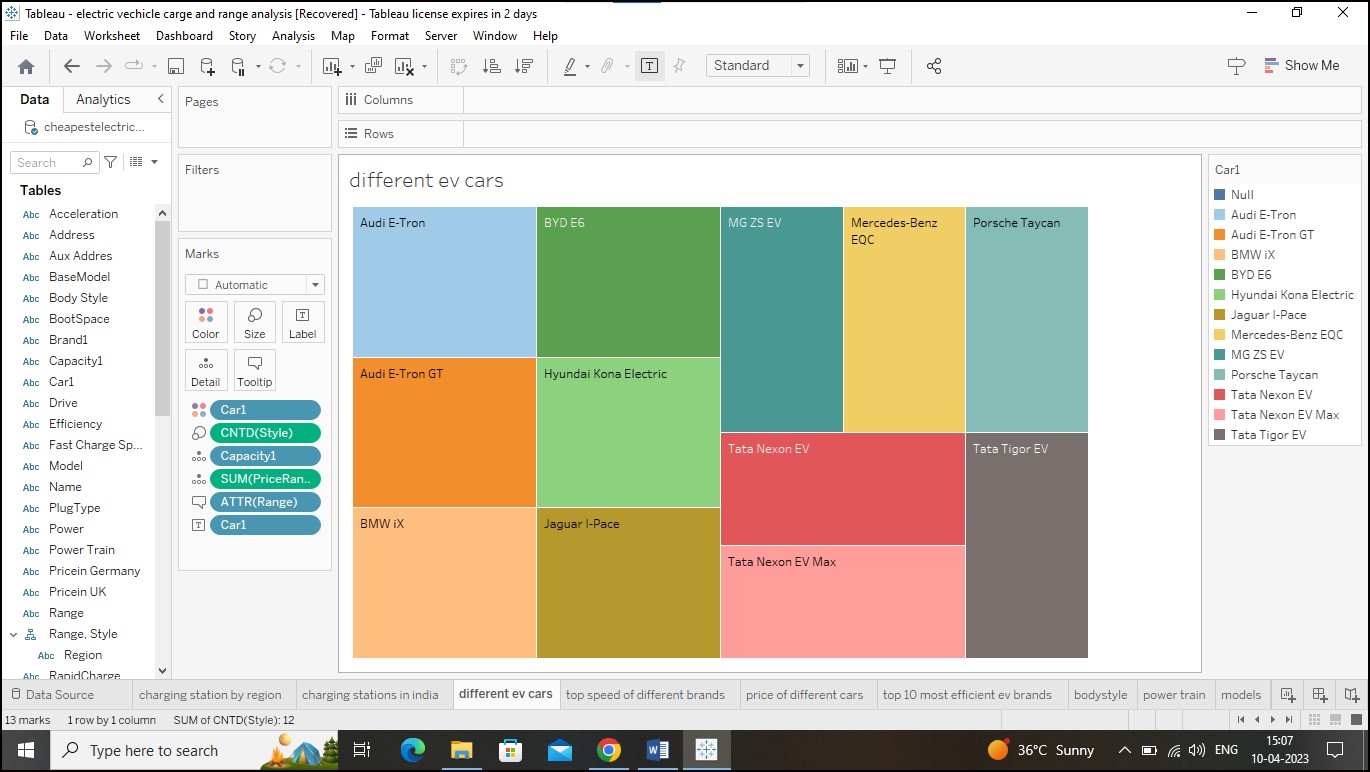 Tableau - electric vechicle carge and range analysis [Recovered] - Tableau license expires in 2 days
File Data Worksheet Dashboard Story Analysis Map Format Server Window Help
Standard Show Me
Data Analytics
cheapestelectric...
Search
Tables
Abc Acceleration
Abc Address
Abc Aux Addres
Abc BaseModel
Abc Body Style
Abc BootSpace
Abc Brand1
Abc Capacity1
Abc Car1
Abc Drive
Abc Efficiency
Abc Fast Charge Sp...
Abc Model
Abc Name
Abc PlugType
Abc Power
Abc Power Train
Abc Pricein Germany
Abc Pricein UK
Abc Range
Range, Style
Abc Region
Abc RapidCharge
Pages
Filters
Marks
Automatic
Color Size Label
Detail Tooltip
Car1
CNTD(Style)
Capacity1
SUM(PriceRan..
ATTR(Range)
Car1
Columns
Rows
different ev cars
Audi E-Tron
BYD E6
MG ZS EV
Mercedes-Benz
EQC
Porsche Taycan
Audi E-Tron GT
Hyundai Kona Electric
Tata Nexon EV
Tata Tigor EV
BMW iX
Jaguar I-Pace
Tata Nexon EV Max
Car1
Null
Audi E-Tron
Audi E-Tron GT
BMW iX
BYD E6
Hyundai Kona Electric
Jaguar I-Pace
Mercedes-Benz EQC
MG ZS EV
Porsche Taycan
Tata Nexon EV
Tata Nexon EV Max
Tata Tigor EV
Data Source charging station by region charging stations in india different ev cars top speed of different brands price of different cars top 10 most efficient ev brands bodystyle power train models
13 marks 1 row by 1 column SUM of CNTD(Style): 12
Type here to search 36°C Sunny ENG
15:07
10-04-2023